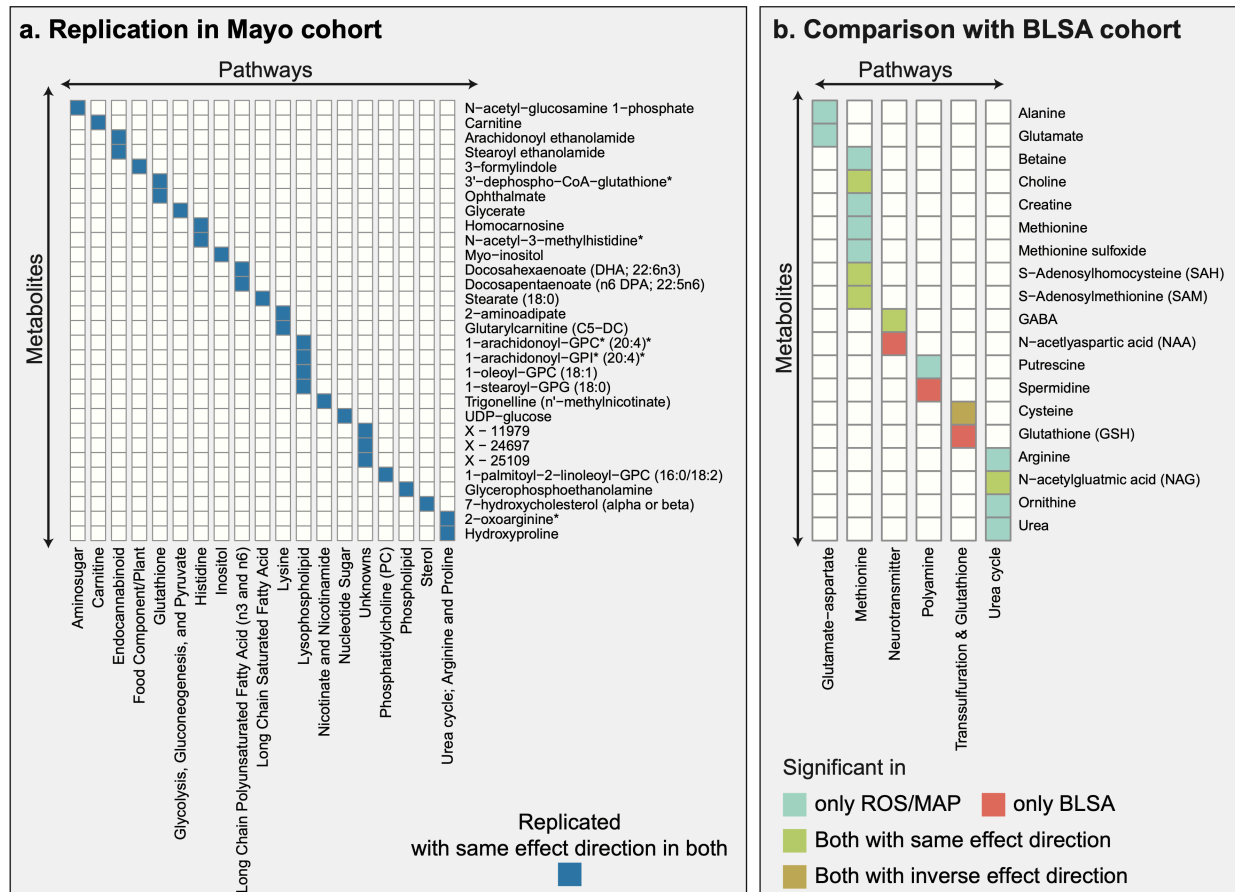 a. Replication in Mayo cohort
Pathways
Metabolites
N−acetyl−glucosamine 1−phosphate
Carnitine
Arachidonoyl ethanolamide
Stearoyl ethanolamide
3−formylindole
3'−dephospho−CoA−glutathione*
Ophthalmate
Glycerate
Homocarnosine
N−acetyl−3−methylhistidine*
Myo−inositol
Docosahexaenoate (DHA; 22:6n3)
Docosapentaenoate (n6 DPA; 22:5n6)
Stearate (18:0)
2−aminoadipate
Glutarylcarnitine (C5−DC)
1−arachidonoyl−GPC* (20:4)*
1−arachidonoyl−GPI* (20:4)*
1−oleoyl−GPC (18:1)
1−stearoyl−GPG (18:0)
Trigonelline (n'−methylnicotinate)
UDP−glucose
X − 11979
X − 24697
X − 25109
1−palmitoyl−2−linoleoyl−GPC (16:0/18:2)
Glycerophosphoethanolamine
7−hydroxycholesterol (alpha or beta)
2−oxoarginine*
Hydroxyproline
Aminosugar
Carnitine
Endocannabinoid
Food Component/Plant
Glutathione
Glycolysis, Gluconeogenesis, and Pyruvate
Histidine
Inositol
Long Chain Polyunsaturated Fatty Acid (n3 and n6)
Long Chain Saturated Fatty Acid
Lysine
Lysophospholipid
Nicotinate and Nicotinamide
Nucleotide Sugar
Unknowns
Phosphatidylcholine (PC)
Phospholipid
Sterol
Urea cycle; Arginine and Proline
Replicated
with same effect direction in both
b. Comparison with BLSA cohort
Pathways
Metabolites
Alanine
Glutamate
Betaine
Choline
Creatine
Methionine
Methionine sulfoxide
S−Adenosylhomocysteine (SAH)
S−Adenosylmethionine (SAM)
GABA
N−acetlyaspartic acid (NAA)
Putrescine
Spermidine
Cysteine
Glutathione (GSH)
Arginine
N−acetylgluatmic acid (NAG)
Ornithine
Urea
Glutamate−aspartate
Methionine
Neurotransmitter
Polyamine
Transsulfuration & Glutathione
Urea cycle
Significant in
only ROS/MAP
only BLSA
Both with same effect direction
Both with inverse effect direction